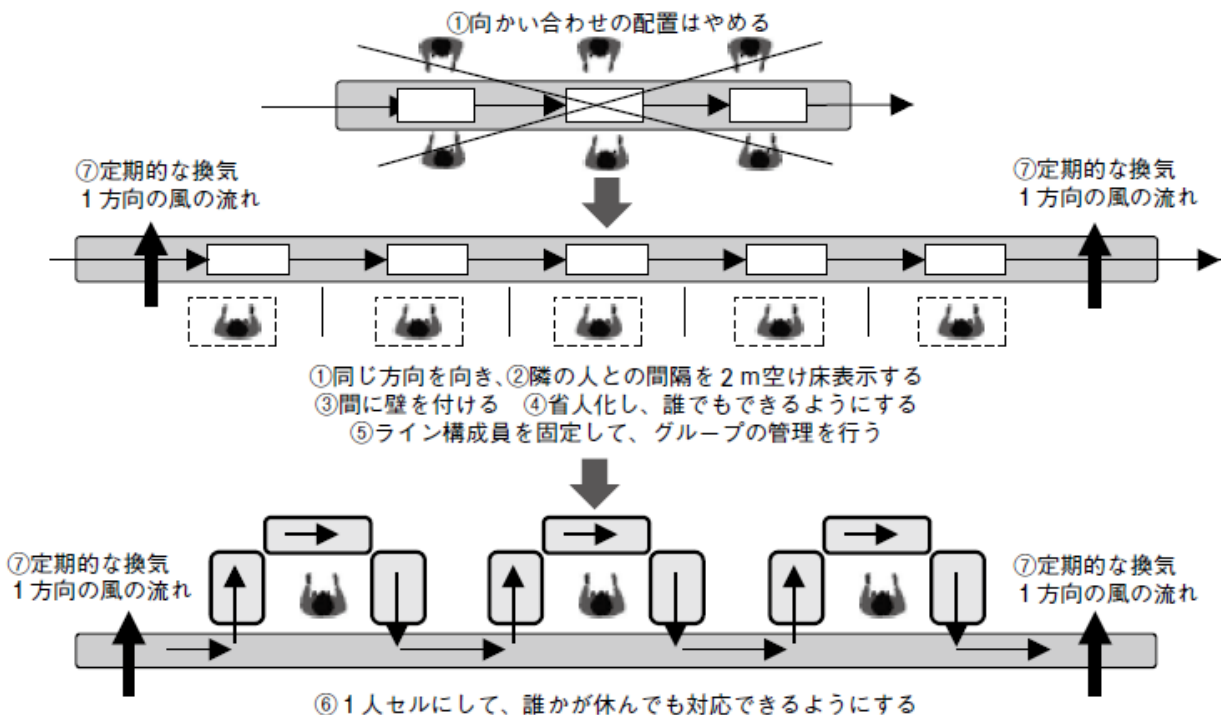 ①向かい合わせの配置はやめる
⑦定期的な換気
1方向の風の流れ
⑦定期的な換気
1方向の風の流れ
①同じ方向を向き、②隣の人との間隔を2m空け床表示する
③間に壁を付ける ④省人化し、誰でもできるようにする
⑤ライン構成員を固定して、グループの管理を行う
⑦定期的な換気
1方向の風の流れ
⑦定期的な換気
1方向の風の流れ
⑥1人セルにして、誰かが休んでも対応できるようにする